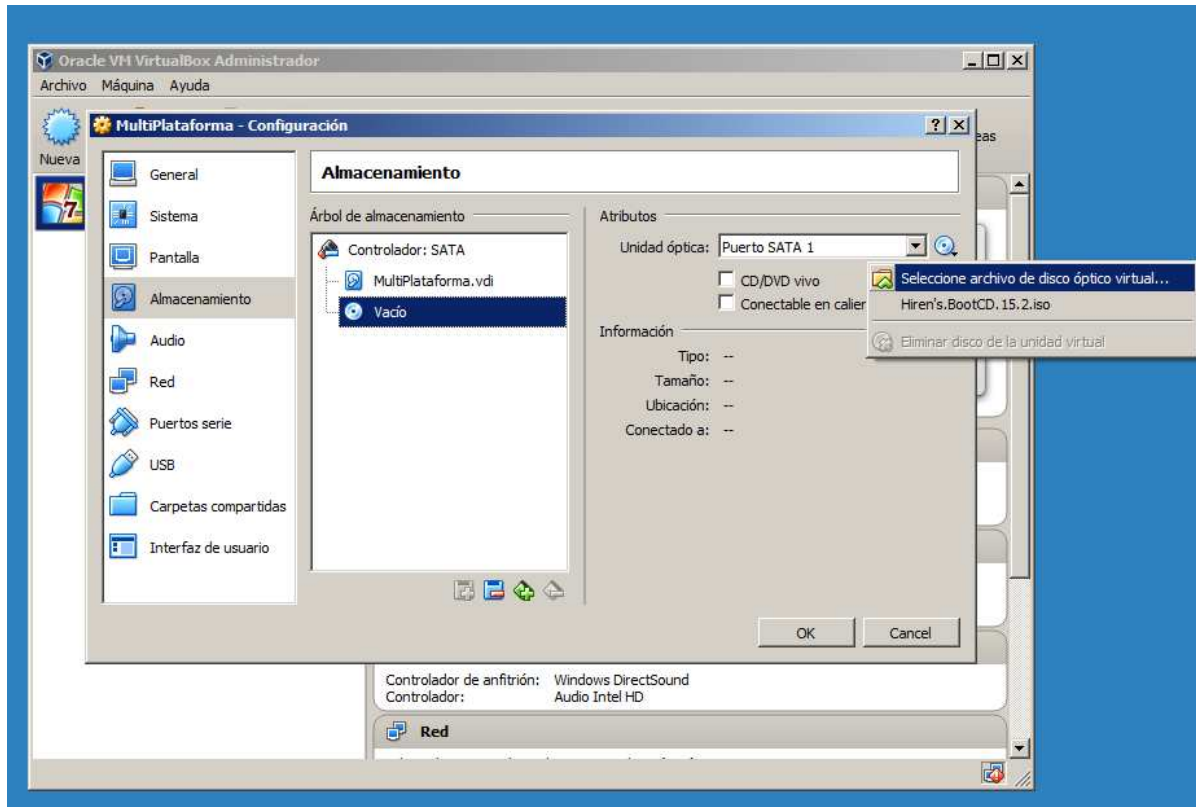 Oracle VM VirtualBox Administrador
Archivo Máquina Ayuda
MultiPlataforma - Configuración
Nueva
eas
General
Sistema
Pantalla
Almacenamiento
Audio
Red
Puertos serie
USB
Carpetas compartidas
Interfaz de usuario
Almacenamiento
Árbol de almacenamiento
Controlador: SATA
MultiPlataforma.vdi
Vacío
Atributos
Unidad óptica: Puerto SATA 1
CD/DVD vivo
Conectable en calier
Seleccione archivo de disco óptico virtual...
Hiren's.BootCD.15.2.iso
Eliminar disco de la unidad virtual
Información
Tipo: --
Tamaño: --
Ubicación: --
Conectado a: --
OK Cancel
Controlador de anfitrión: Windows DirectSound
Controlador: Audio Intel HD
Red